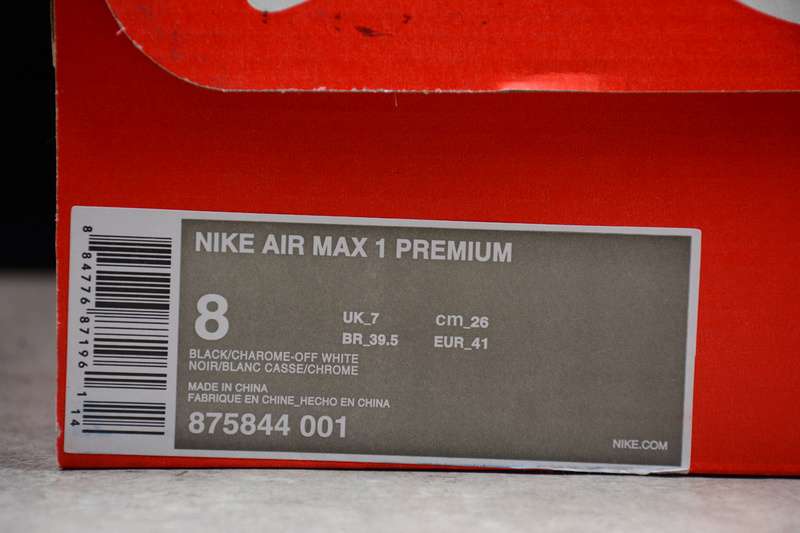 NIKE AIR MAX 1 PREMIUM
8
UK_7 cm_26
BR_39.5 EUR_41
BLACK/CHAROME-OFF WHITE
NOIR/BLANC CASSE/CHROME
MADE IN CHINA
FABRIQUE EN CHINE_HECHO EN CHINA
875844 001
NIKE.COM
8 84776 87196 1 14